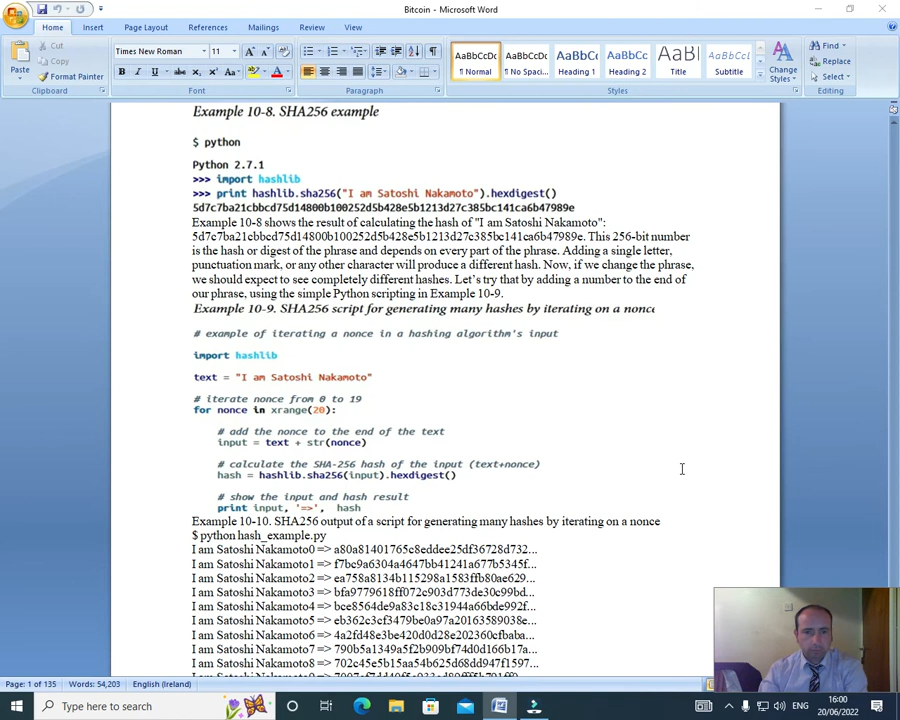 Bitcoin - Microsoft Word
Home Insert Page Layout References Mailings Review View
Paste
Cut
Copy
Format Painter
Clipboard
Times New Roman 11
Font
Paragraph
AaBbCcDc AaBbCcDc AaBbCc AaBbCc AaBl AaBbCcl
¶ Normal ¶ No Spaci... Heading 1 Heading 2 Title Subtitle
Change Styles
Styles
Find
Replace
Select
Editing
Example 10-8. SHA256 example
$ python
Python 2.7.1
>>> import hashlib
>>> print hashlib.sha256("I am Satoshi Nakamoto").hexdigest()
5d7c7ba21cbbcd75d14800b100252d5b428e5b1213d27c385bc141ca6b47989e
Example 10-8 shows the result of calculating the hash of "I am Satoshi Nakamoto":
5d7c7ba21cbbcd75d14800b100252d5b428e5b1213d27c385bc141ca6b47989e. This 256-bit number
is the hash or digest of the phrase and depends on every part of the phrase. Adding a single letter,
punctuation mark, or any other character will produce a different hash. Now, if we change the phrase,
we should expect to see completely different hashes. Let’s try that by adding a number to the end of
our phrase, using the simple Python scripting in Example 10-9.
Example 10-9. SHA256 script for generating many hashes by iterating on a nonce
# example of iterating a nonce in a hashing algorithm's input
import hashlib
text = "I am Satoshi Nakamoto"
# iterate nonce from 0 to 19
for nonce in xrange(20):
# add the nonce to the end of the text
input = text + str(nonce)
# calculate the SHA-256 hash of the input (text+nonce)
hash = hashlib.sha256(input).hexdigest()
# show the input and hash result
print input, '=>', hash
Example 10-10. SHA256 output of a script for generating many hashes by iterating on a nonce
$ python hash_example.py
I am Satoshi Nakamoto0 => a80a81401765c8eddee25df36728d732...
I am Satoshi Nakamoto1 => f7bc9a6304a4647bb41241a677b5345f...
I am Satoshi Nakamoto2 => ea758a8134b115298a1583ffb80ae629...
I am Satoshi Nakamoto3 => bfa9779618ff072c903d773de30c99bd...
I am Satoshi Nakamoto4 => bce8564de9a83c18c31944a66bde992f...
I am Satoshi Nakamoto5 => eb362c3cf3479be0a97a20163589038e...
I am Satoshi Nakamoto6 => 4a2fd48e3be420d0d28e202360cfbaba...
I am Satoshi Nakamoto7 => 790b5a1349a5f2b909bf74d0d166b17a...
I am Satoshi Nakamoto8 => 702c45e5b15aa54b625d68dd947f1597...
Page: 1 of 135 Words: 54,203 English (Ireland)
Type here to search
ENG
16:00
20/06/2022